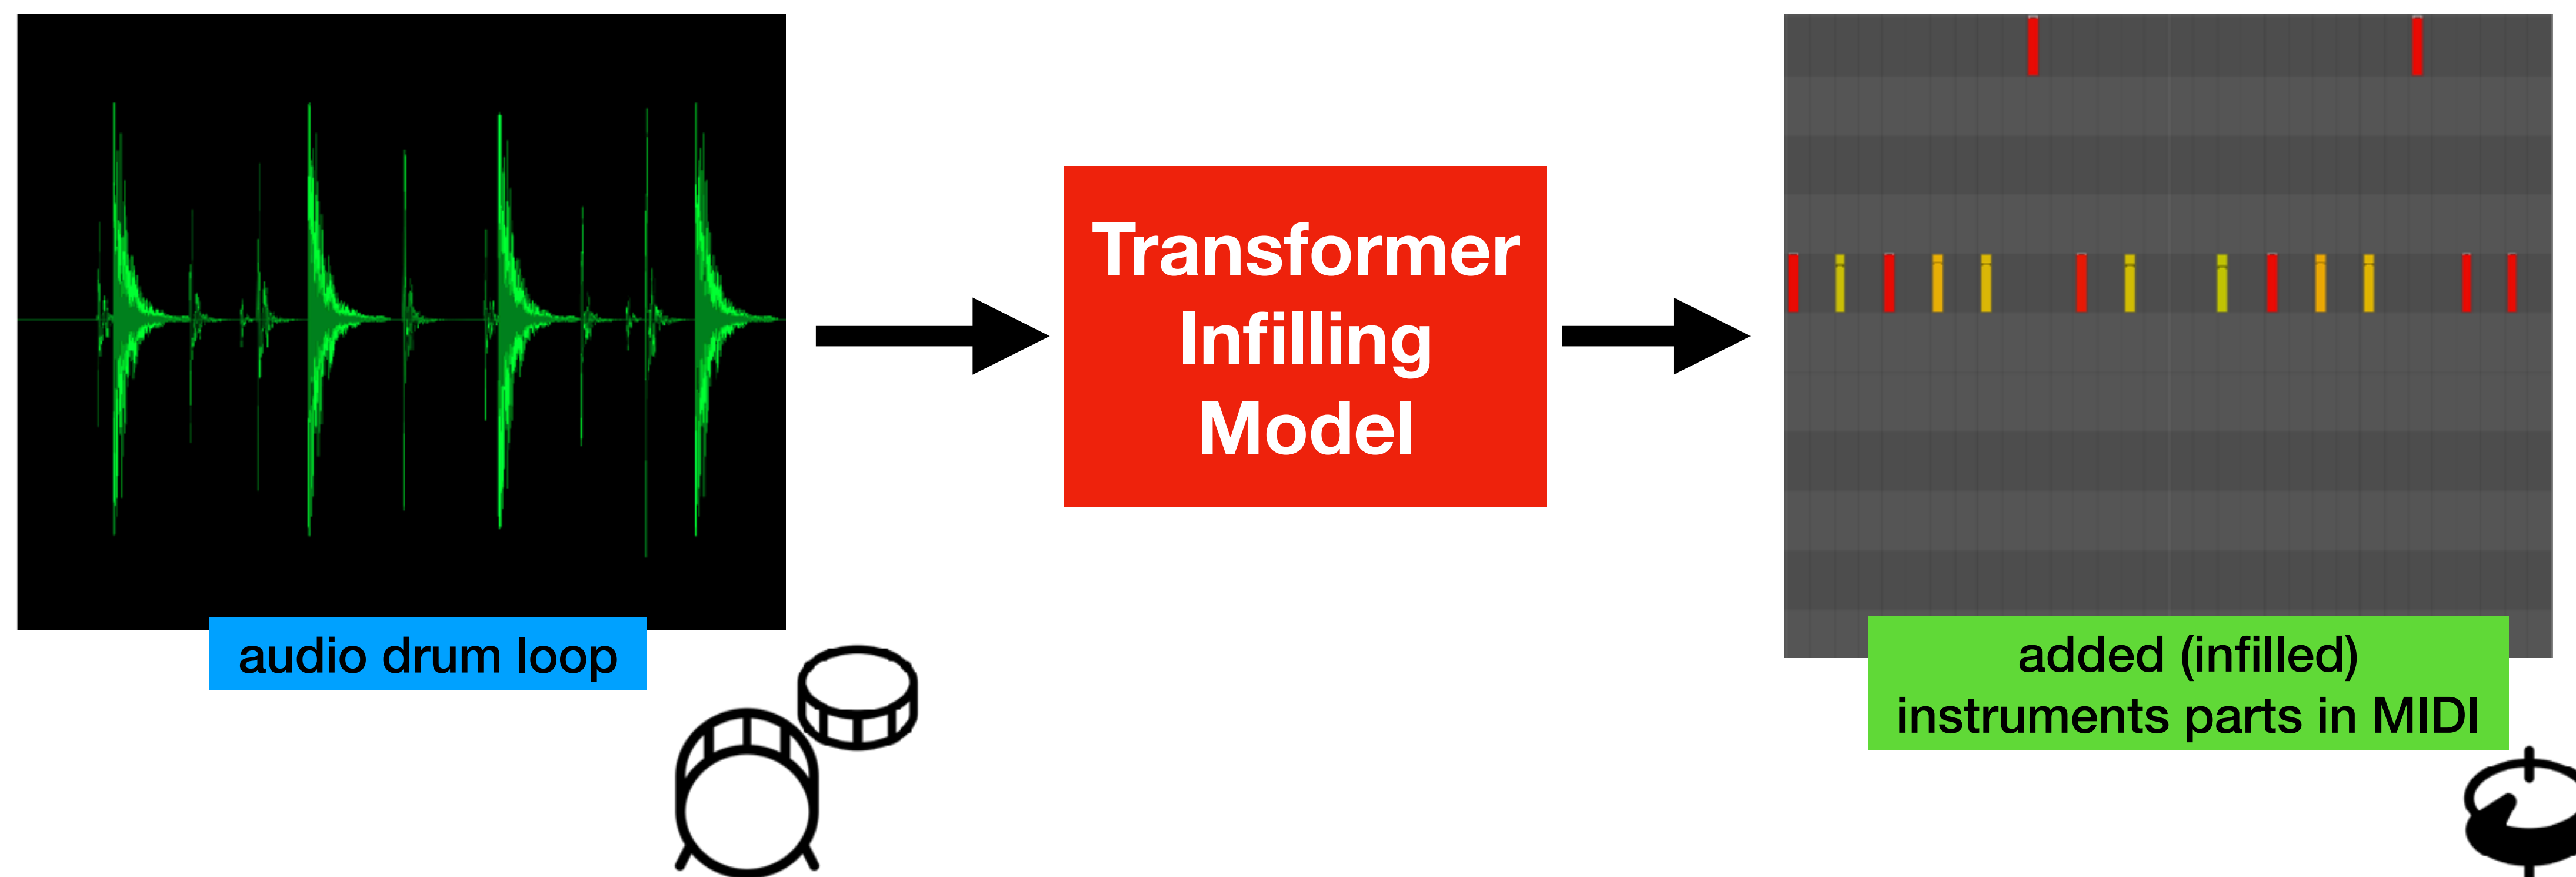 Transformer
Infilling
Model
audio drum loop
added (infilled)
instruments parts in MIDI